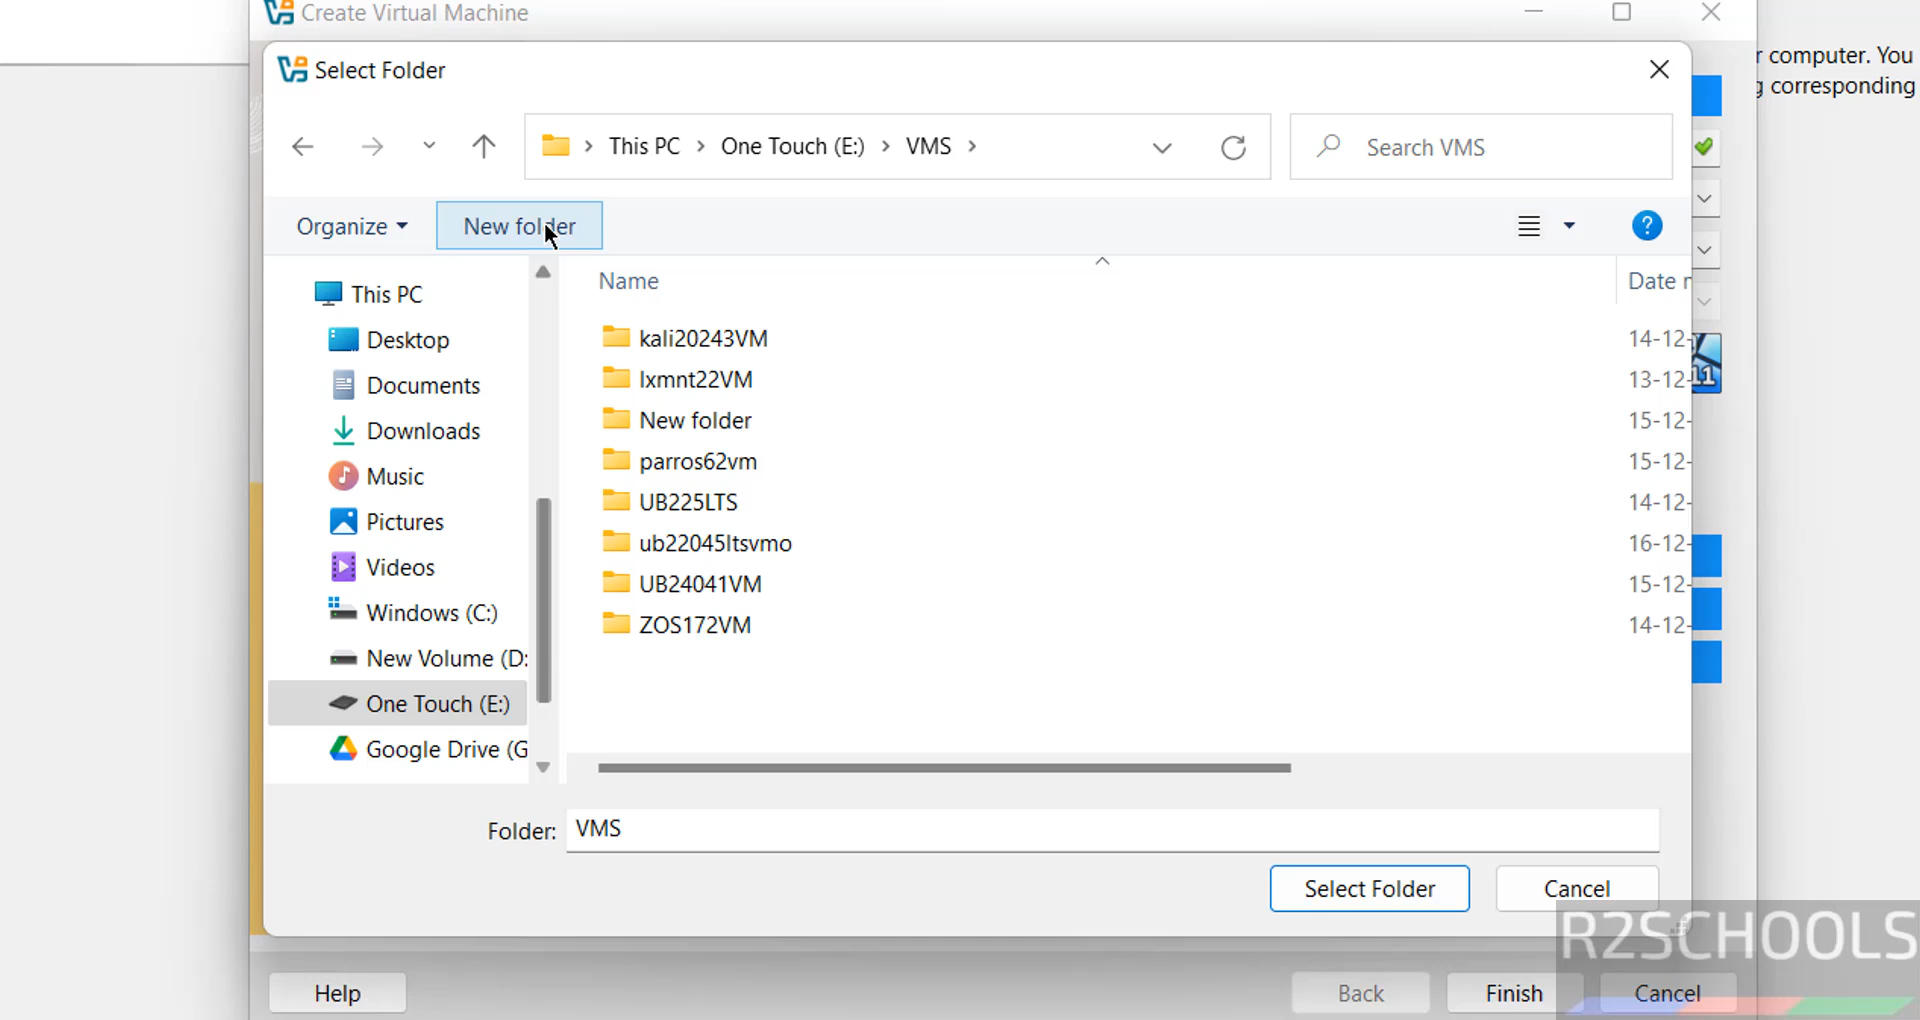 Create Virtual Machine
r computer. You
g corresponding
Select Folder
This PC
One Touch (E:)
VMS
Search VMS
Organize
New folder
?
Name
Date r
This PC
Desktop
Documents
Downloads
Music
Pictures
Videos
Windows (C:)
New Volume (D:
One Touch (E:)
Google Drive (G
kali20243VM
14-12-
lxmnt22VM
13-12-
New folder
15-12-
parros62vm
15-12-
UB225LTS
14-12-
ub22045ltsvmo
16-12-
UB24041VM
15-12-
ZOS172VM
14-12-
11
Folder:
VMS
Select Folder
Cancel
R2SCHOOLS
Help
Back
Finish
Cancel